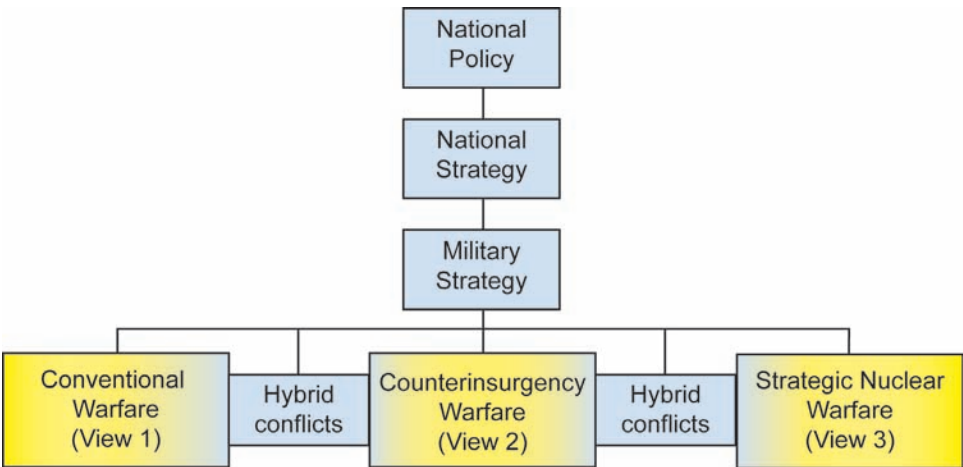 National
Policy
National
Strategy
Military
Strategy
Conventional
Warfare
(View 1)
Hybrid
conflicts
Counterinsurgency
Warfare
(View 2)
Hybrid
conflicts
Strategic Nuclear
Warfare
(View 3)